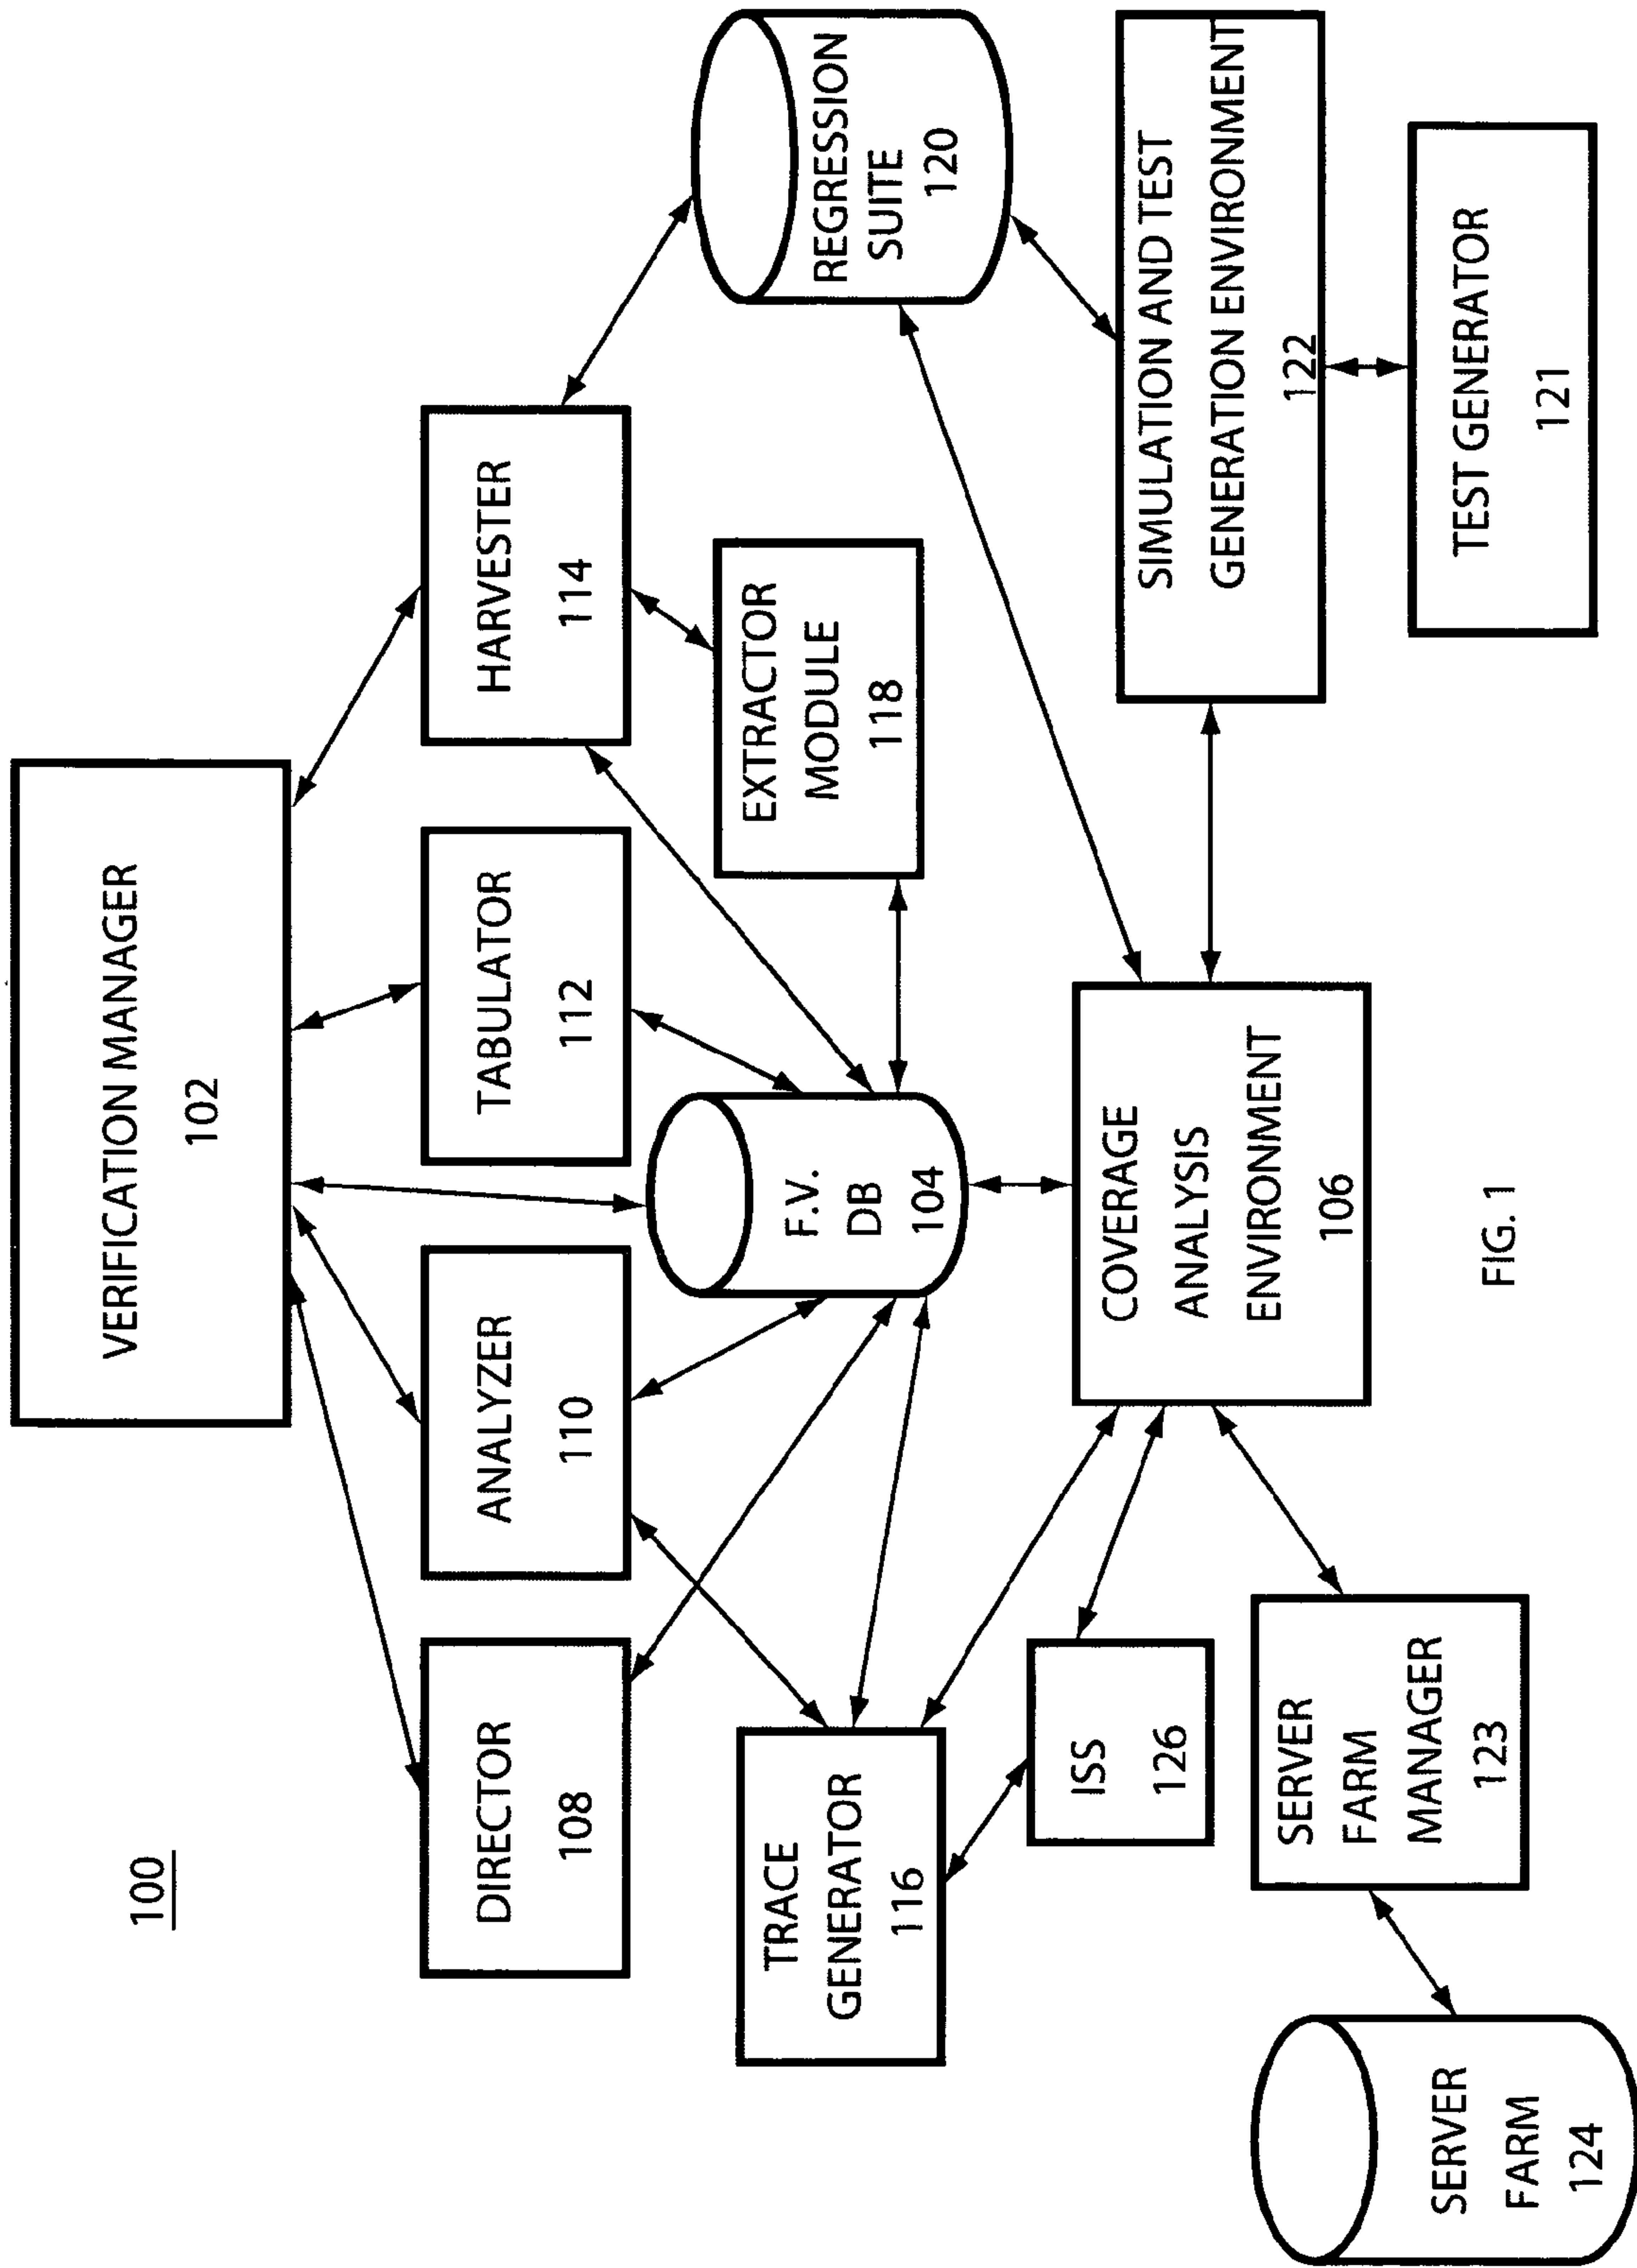 100
VERIFICATION MANAGER
102
DIRECTOR
108
ANALYZER
110
TABULATOR
112
HARVESTER
114
TRACE
GENERATOR
116
F.V.
DB
104
EXTRACTOR
MODULE
118
REGRESSION
SUITE
120
ISS
126
COVERAGE
ANALYSIS
ENVIRONMENT
106
SIMULATION AND TEST
GENERATION ENVIRONMENT
122
SERVER
FARM
MANAGER
123
SERVER
FARM
124
TEST GENERATOR
121
FIG. 1